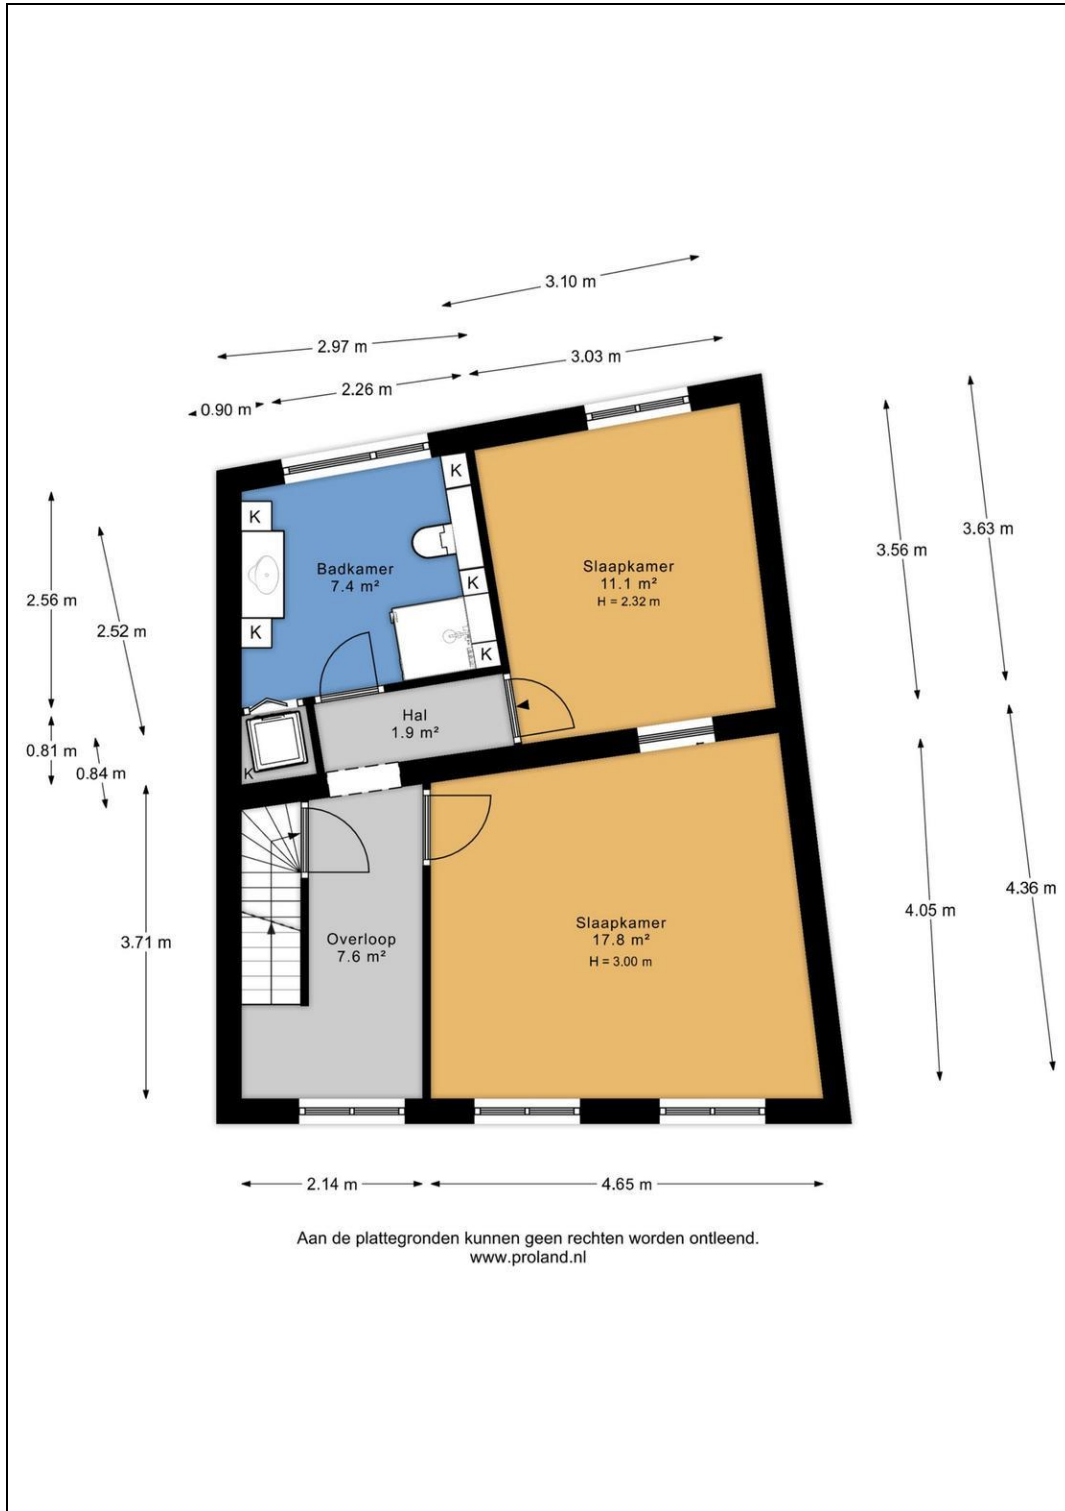 3.10 m
2.97 m
3.03 m
2.26 m
0.90 m
K
K
3.63 m
3.56 m
Badkamer
7.4 m²
Slaapkamer
11.1 m²
H = 2.32 m
K
2.56 m
2.52 m
K
K
Hal
1.9 m²
0.81 m
0.84 m
K
4.36 m
4.05 m
Slaapkamer
17.8 m²
H = 3.00 m
3.71 m
Overloop
7.6 m²
2.14 m
4.65 m
Aan de plattegronden kunnen geen rechten worden ontleend.
www.proland.nl